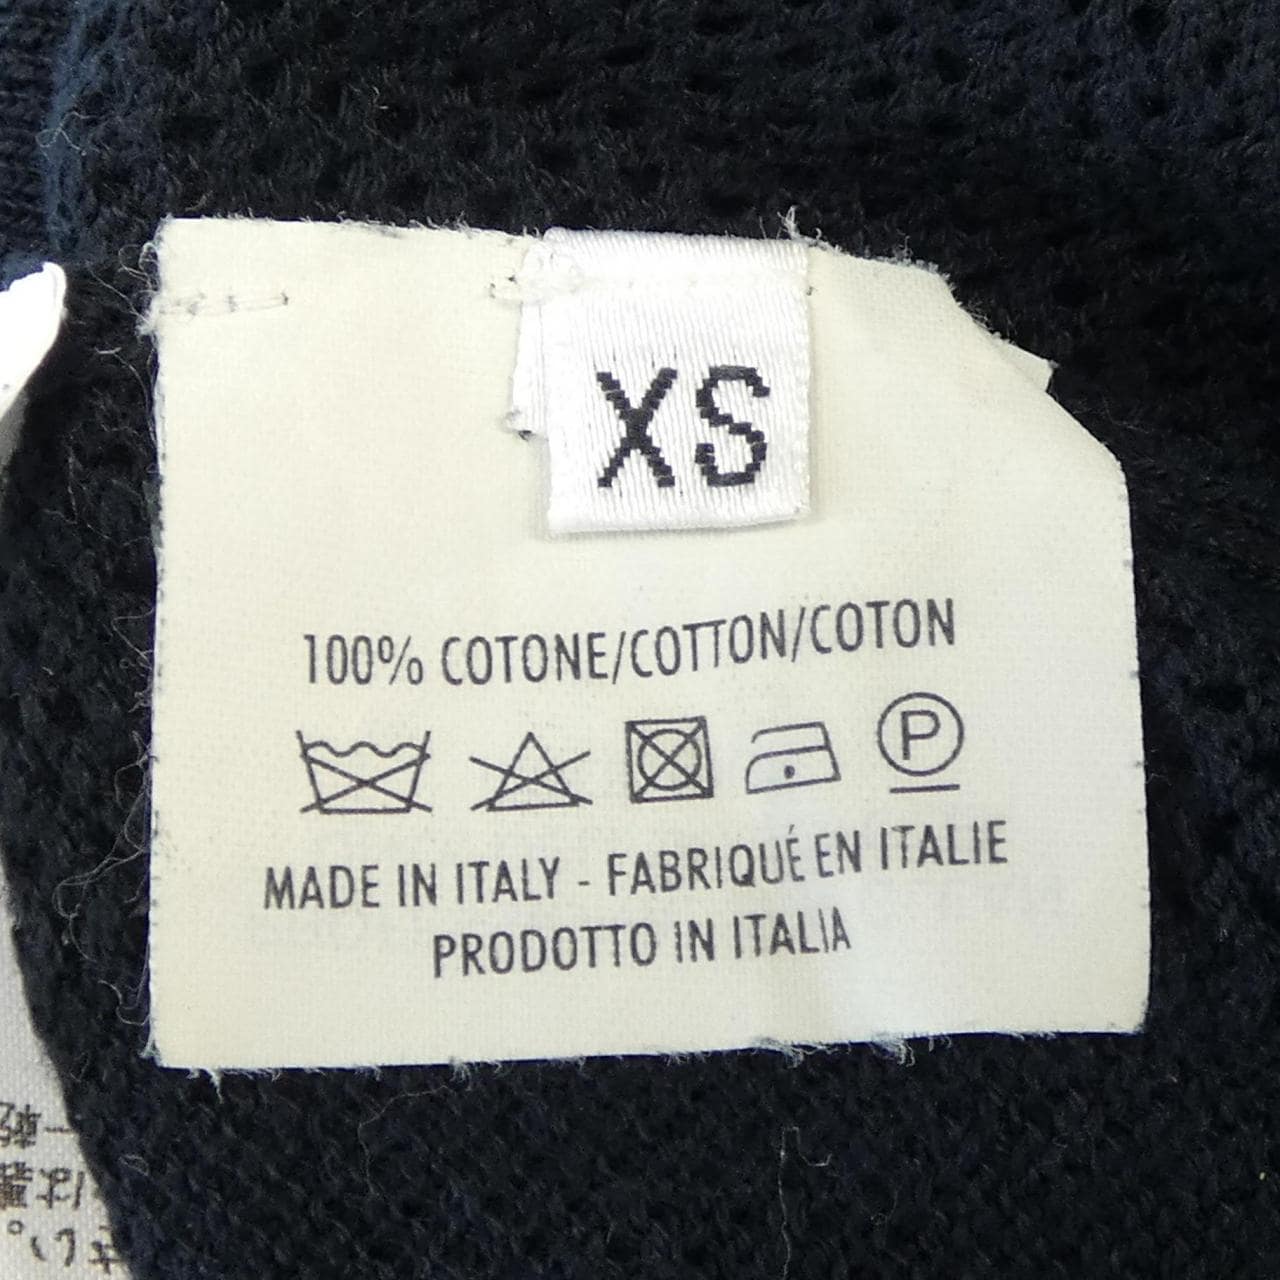 XS
100% COTONE/COTTON/COTON
P
MADE IN ITALY - FABRIQUÉ EN ITALIE
PRODOTTO IN ITALIA